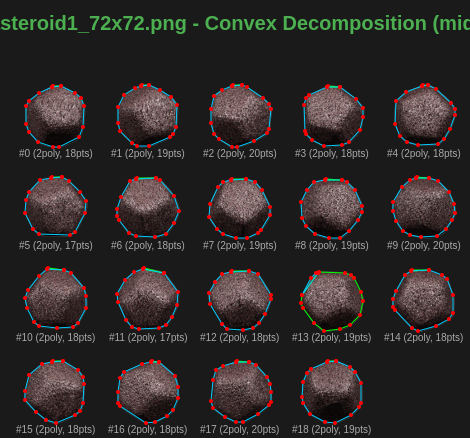 steroid1_72x72.png - Convex Decomposition (mid
#0 (2poly, 18pts)
#1 (2poly, 19pts)
#2 (2poly, 20pts)
#3 (2poly, 18pts)
#4 (2poly, 18pts)
#5 (2poly, 17pts)
#6 (2poly, 18pts)
#7 (2poly, 19pts)
#8 (2poly, 19pts)
#9 (2poly, 20pts)
#10 (2poly, 18pts)
#11 (2poly, 17pts)
#12 (2poly, 18pts)
#13 (2poly, 19pts)
#14 (2poly, 18pts)
#15 (2poly, 18pts)
#16 (2poly, 18pts)
#17 (2poly, 20pts)
#18 (2poly, 19pts)